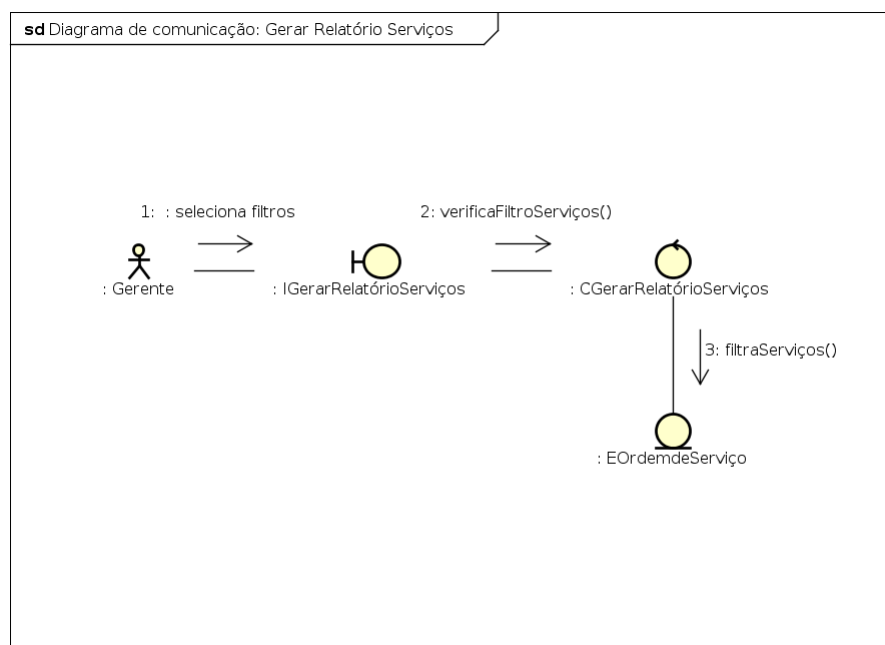 sd Diagrama de comunicação: Gerar Relatório Serviços
1: : seleciona filtros
2: verificaFiltroServiços()
: Gerente
: IGerarRelatórioServiços
: CGerarRelatórioServiços
3: filtraServiços()
: EOrdemdeServiço